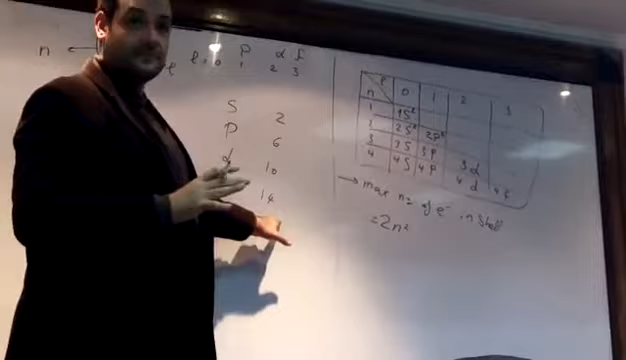 n ←
s p d f
ℓ : 0 1 2 3
S 2
P 6
d 10
14
n ℓ 0 1 2 3
1 1S²
2 2S² 2P⁶
3 3S 3P 3d
4 4S 4P 4d 4f
→ max n= of e⁻ in shell
= 2n²